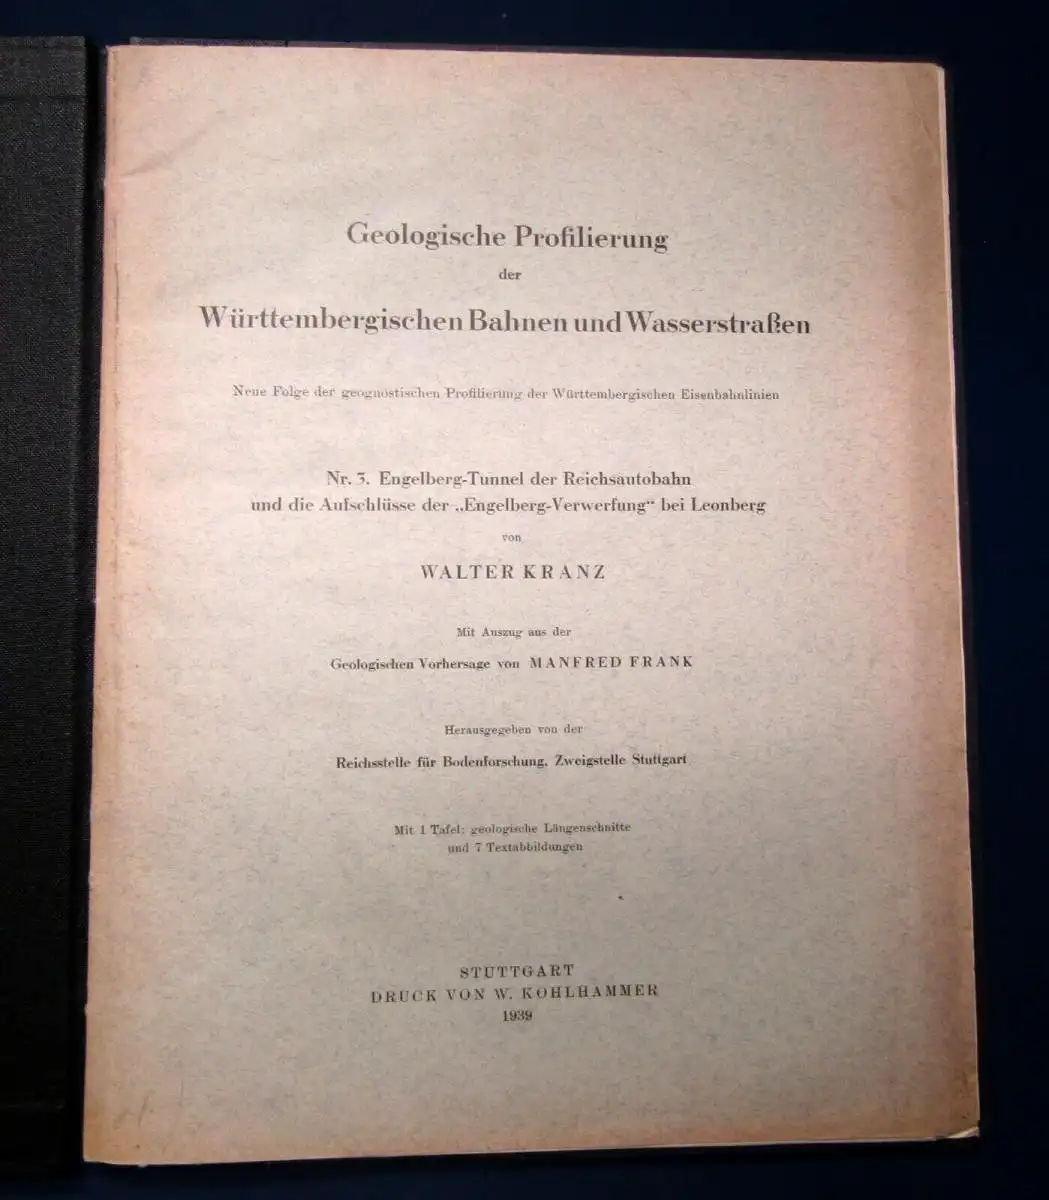 Geologische Profilierung
der
Württembergischen Bahnen und Wasserstraßen
Neue Folge der geognostischen Profilierung der Württembergischen Eisenbahnlinien
Nr. 3. Engelberg-Tunnel der Reichsautobahn
und die Aufschlüsse der „Engelberg-Verwerfung“ bei Leonberg
von
WALTER KRANZ
Mit Auszug aus der
Geologischen Vorhersage von MANFRED FRANK
Herausgegeben von der
Reichsstelle für Bodenforschung, Zweigstelle Stuttgart
Mit 1 Tafel: geologische Längenschnitte
und 7 Textabbildungen
STUTTGART
DRUCK VON W. KOHLHAMMER
1939